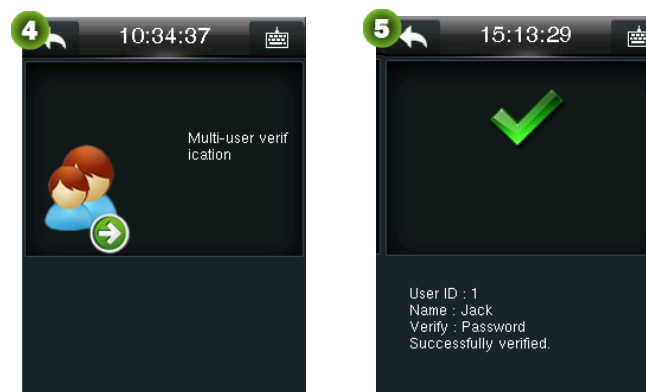 4
10:34:37
Multi-user verif
ication
5
15:13:29
User ID : 1
Name : Jack
Verify : Password
Successfully verified.